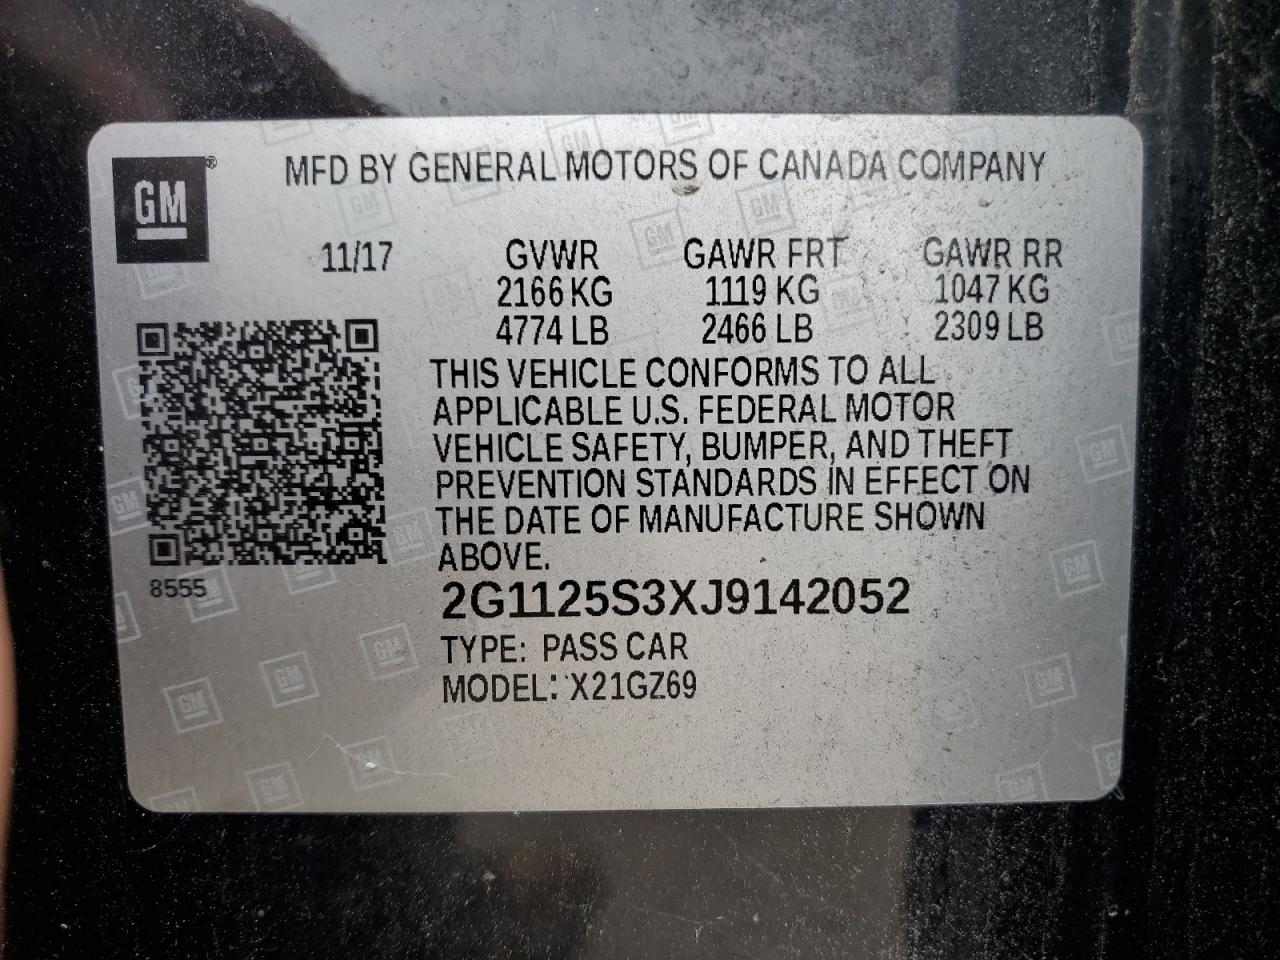 GM®
MFD BY GENERAL MOTORS OF CANADA COMPANY
11/17 GVWR GAWR FRT GAWR RR
2166 KG 1119 KG 1047 KG
4774 LB 2466 LB 2309 LB
THIS VEHICLE CONFORMS TO ALL
APPLICABLE U.S. FEDERAL MOTOR
VEHICLE SAFETY, BUMPER, AND THEFT
PREVENTION STANDARDS IN EFFECT ON
THE DATE OF MANUFACTURE SHOWN
ABOVE.
8555
2G1125S3XJ9142052
TYPE: PASS CAR
MODEL: X21GZ69